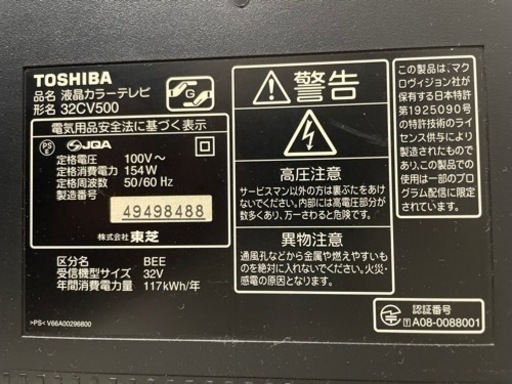 TOSHIBA
品名 液晶カラーテレビ
形名 32CV500
電気用品安全法に基づく表示
PS E JQA
定格電圧 100V～
定格消費電力 154W
定格周波数 50/60 Hz
製造番号
49498488
株式会社 東芝
区分名 BEE
受信機型サイズ 32V
年間消費電力量 117kWh/年
>PS< V66A00296800
警告
高圧注意
サービスマン以外の方は裏ぶたをあけ
ないでください。内部には高電圧部分が
数多くあり、万一さわると危険です。
異物注意
通風孔などから金属や燃えやすいもの
を絶対に入れないでください。火災・
感電の原因になります。
この製品は、マク
ロヴィジョン社が
保有する日本特許
第1925090号
の特許技術のライ
センス供与により
製造されたもので
あって、この製品の
使用は一部のプロ
グラム配信に限定
されています。
認証番号
T A08-0088001